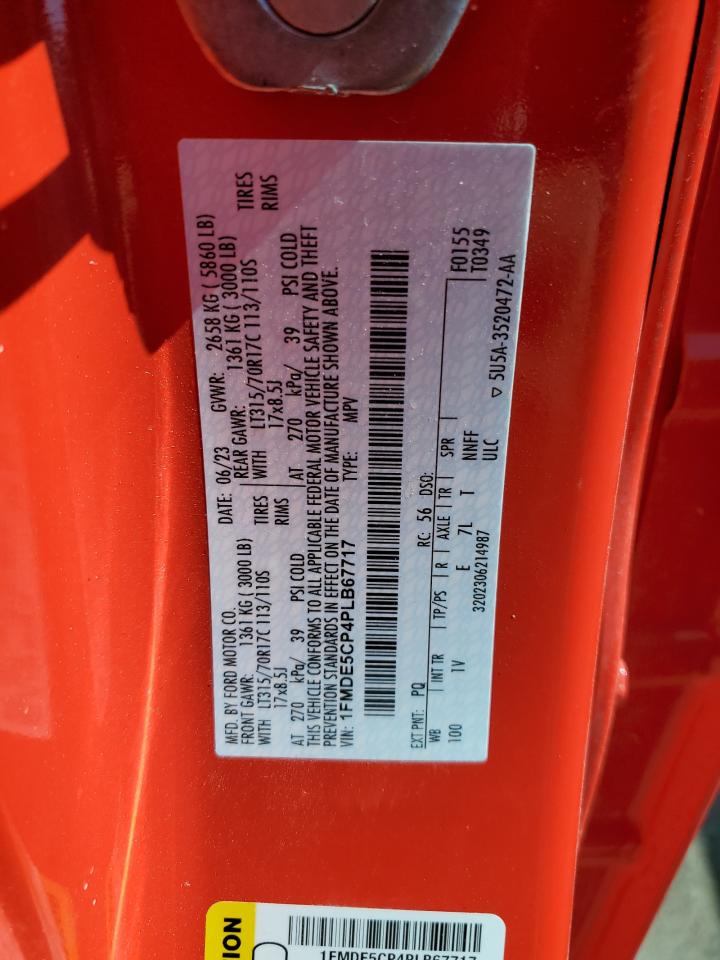 MFD. BY FORD MOTOR CO.
DATE: 06/23 GVWR: 2658 KG ( 5860 LB)
FRONT GAWR: 1361 KG (3000 LB) REAR GAWR: 1361 KG ( 3000 LB)
WITH LT315/70R17C 113/110S TIRES WITH LT315/70R17C 113/110S TIRES
17x8.5J RIMS 17x8.5J RIMS
AT 270 kPa/ 39 PSI COLD AT 270 kPa/ 39 PSI COLD
THIS VEHICLE CONFORMS TO ALL APPLICABLE FEDERAL MOTOR VEHICLE SAFETY AND THEFT
PREVENTION STANDARDS IN EFFECT ON THE DATE OF MANUFACTURE SHOWN ABOVE.
VIN: 1FMDE5CP4PLB67717 TYPE: MPV
EXT PNT: PQ RC: 56 DSO: F0155
WB INT TR TP/PS R AXLE TR SPR T0349
100 1V E 7L T NNFF
3202306214987 ULC ▽ 5U5A-3520472-AA
ION
1FMDE5CP4PLB67717